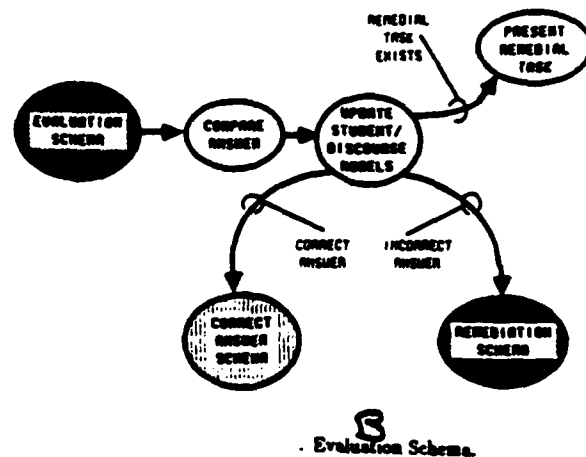 REMEDIAL
TASK
EXISTS
PRESENT
REMEDIAL
TASK
EVALUATION
SCHEMA
COMPARE
ANSWER
UPDATE
STUDENT/
DISCOURSE
MODELS
CORRECT
ANSWER
INCORRECT
ANSWER
CORRECT
ANSWER
SCHEMA
REMEDIATION
SCHEMA
B
. Evaluation Schema.